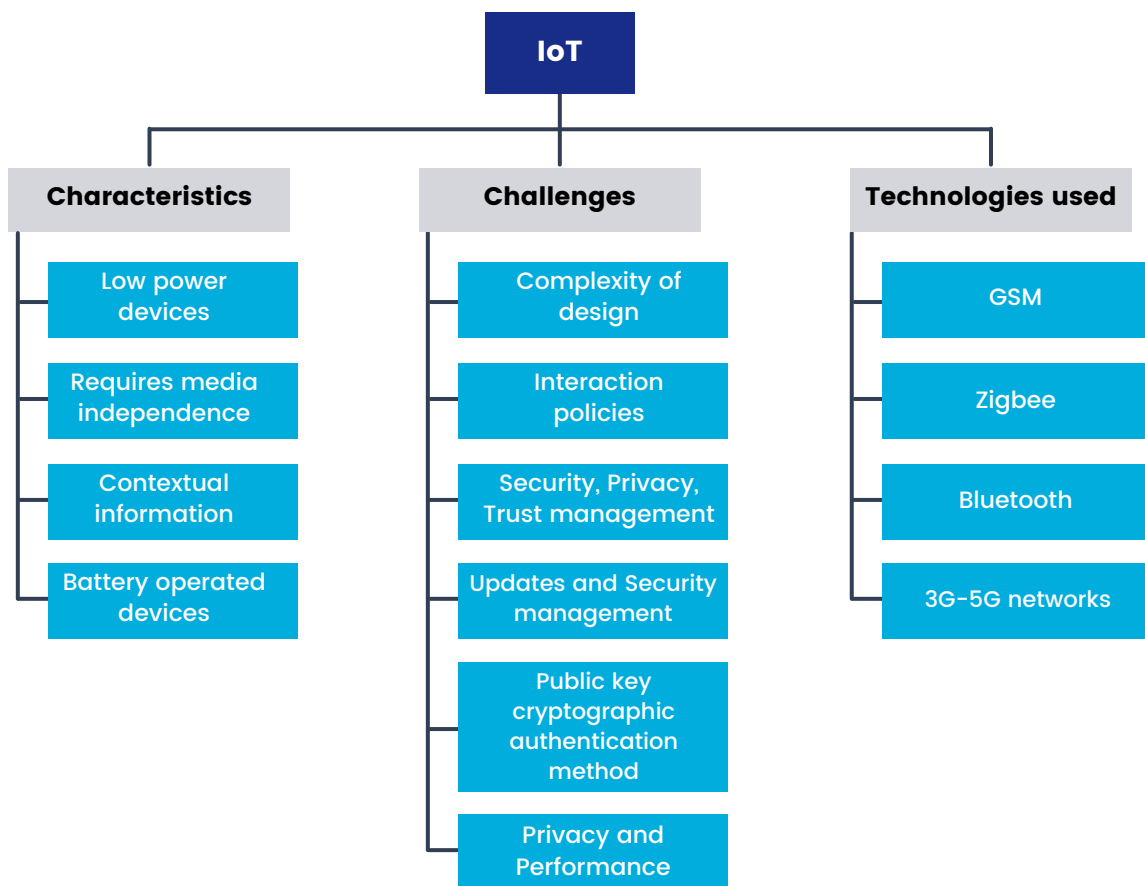 IoT
Characteristics
Low power
devices
Requires media
independence
Contextual
information
Battery operated
devices
Challenges
Complexity of
design
Interaction
policies
Security, Privacy,
Trust management
Updates and Security
management
Public key
cryptographic
authentication
method
Privacy and
Performance
Technologies used
GSM
Zigbee
Bluetooth
3G-5G networks